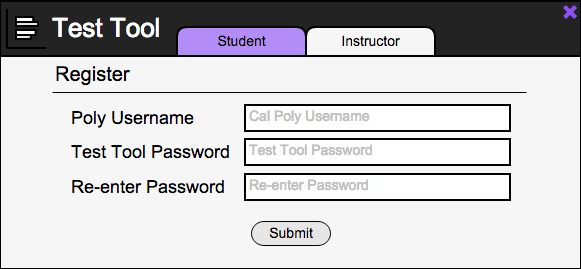 Test Tool
Student Instructor
Register
Poly Username Cal Poly Username
Test Tool Password Test Tool Password
Re-enter Password Re-enter Password
Submit